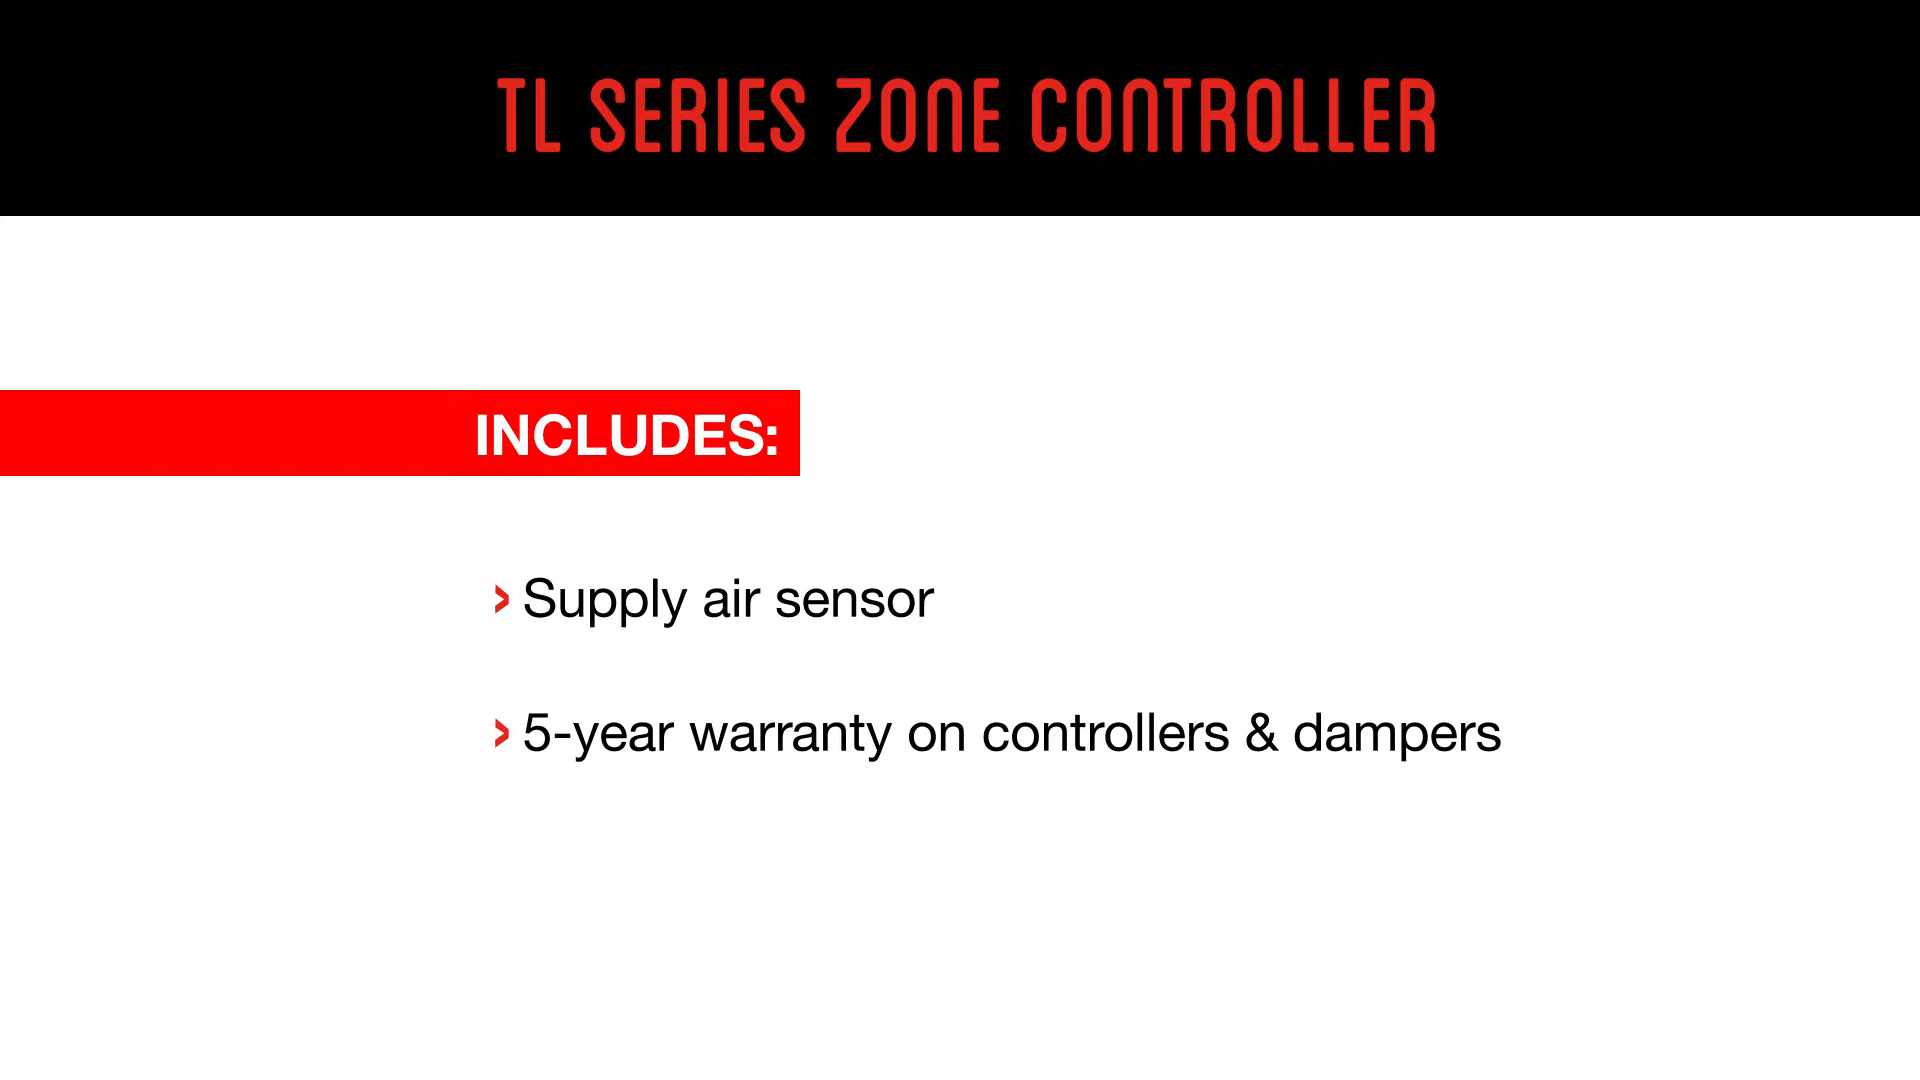 TL SERIES ZONE CONTROLLER
INCLUDES:
› Supply air sensor
› 5-year warranty on controllers & dampers